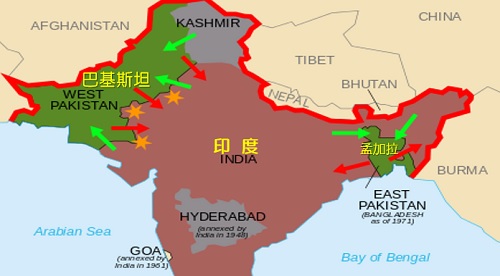 AFGHANISTAN
KASHMIR
CHINA
TIBET
巴基斯坦
WEST
PAKISTAN
BHUTAN
NEPAL
印 度
INDIA
孟加拉
BURMA
EAST
PAKISTAN
(BANGLADESH
as of 1971)
HYDERABAD
(annexed by
India in 1948)
Arabian Sea
GOA
(annexed by
India in 1961)
Bay of Bengal